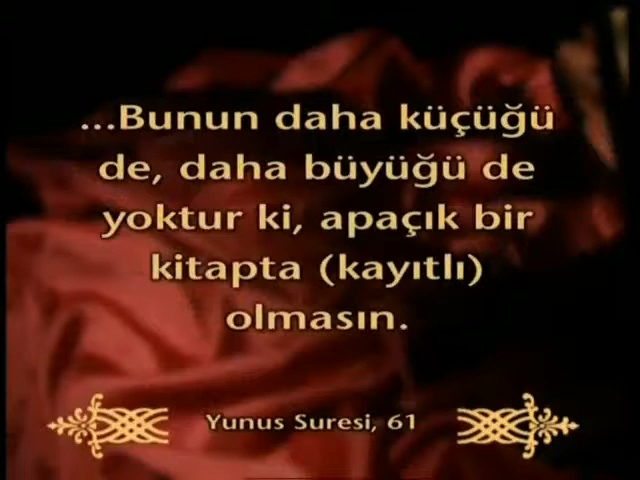 ...Bunun daha küçüğü
de, daha büyüğü de
yoktur ki, apaçık bir
kitapta (kayıtlı)
olmasın.
Yunus Suresi, 61